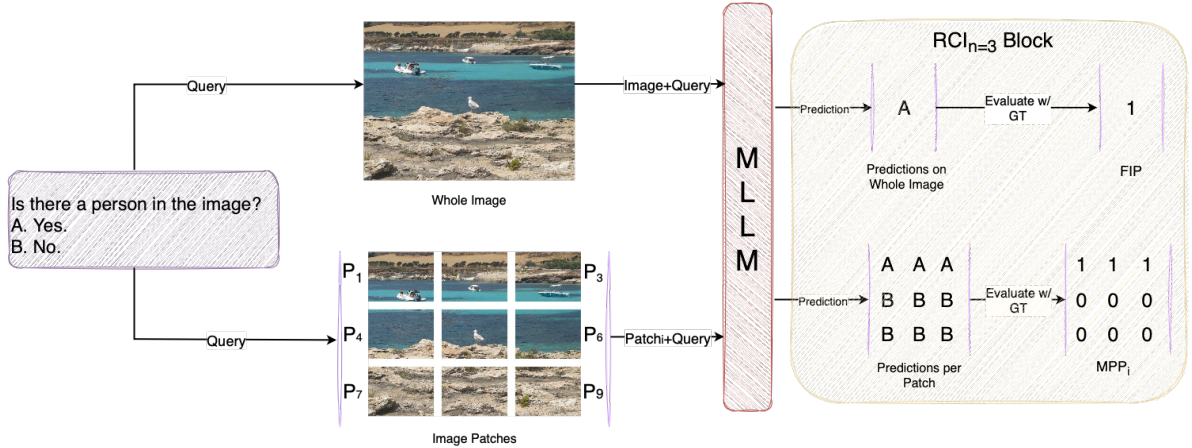 RCIn=3 Block
Query
Image+Query
Prediction
A
Evaluate w/
GT
1
Predictions on
Whole Image
FIP
Whole Image
MLLM
Is there a person in the image?
A. Yes.
B. No.
P1
P3
P4
P6
P7
P9
Query
Patchi+Query
Image Patches
Prediction
A A A
B B B
B B B
Predictions per
Patch
Evaluate w/
GT
1 1 1
0 0 0
0 0 0
MPPi